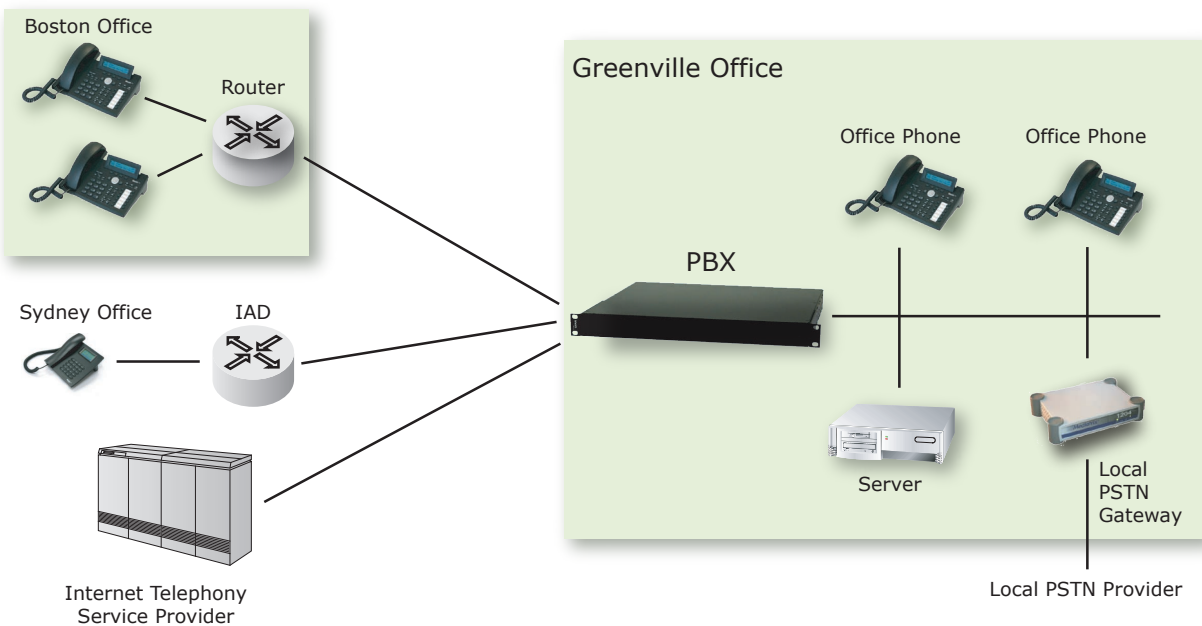 Boston Office
Router
Greenville Office
Office Phone
Office Phone
PBX
Sydney Office
IAD
Server
Local
PSTN
Gateway
Internet Telephony
Service Provider
Local PSTN Provider